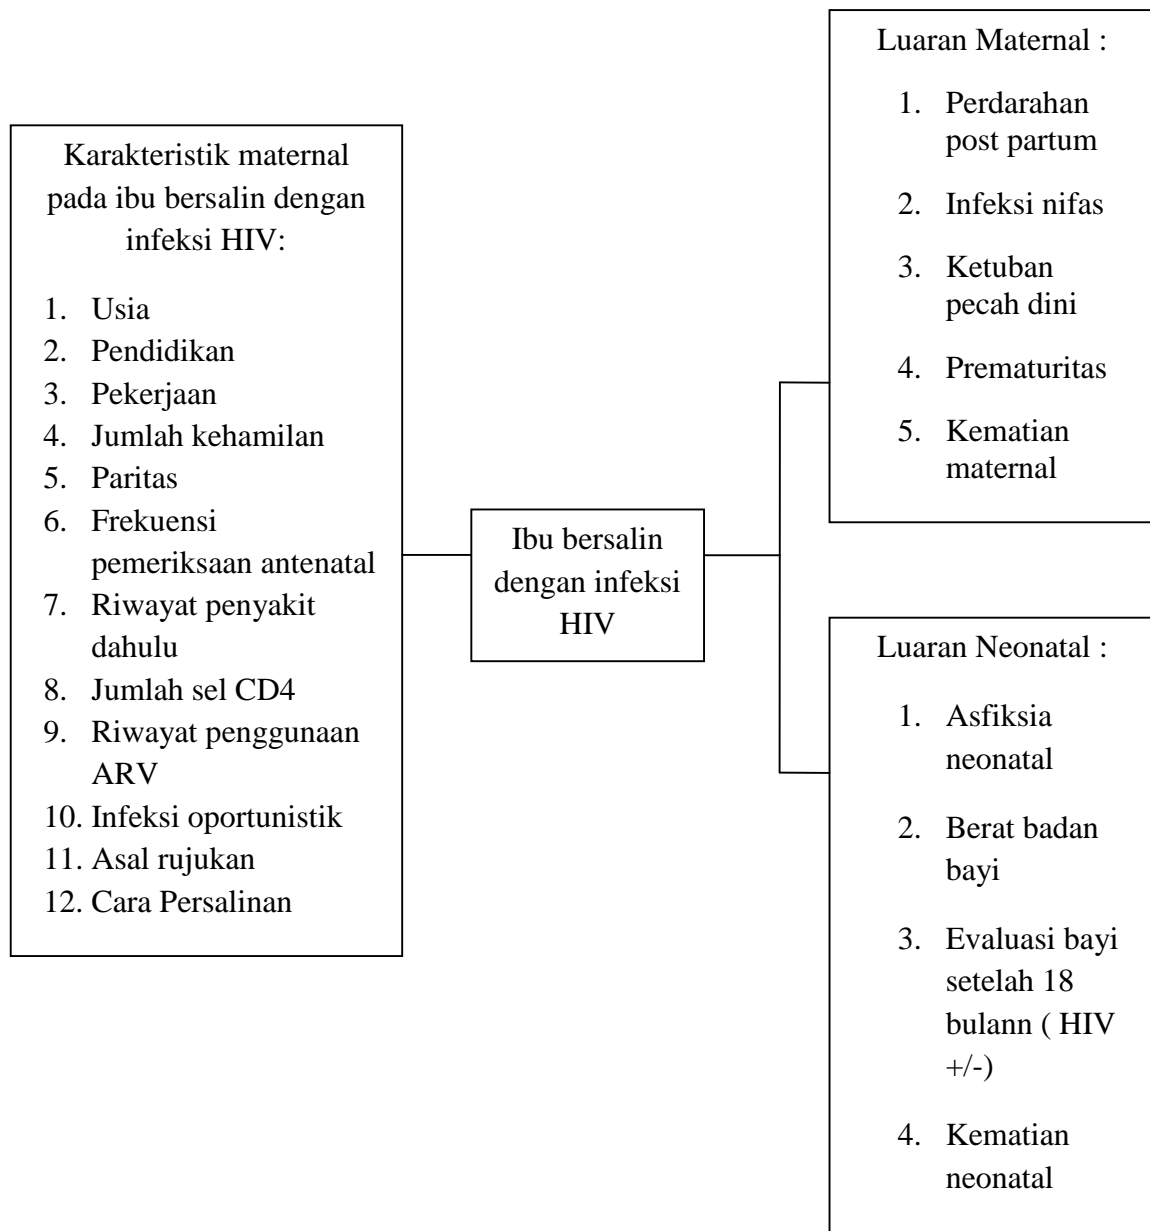 Karakteristik maternal
pada ibu bersalin dengan
infeksi HIV:
1. Usia
2. Pendidikan
3. Pekerjaan
4. Jumlah kehamilan
5. Paritas
6. Frekuensi
pemeriksaan antenatal
7. Riwayat penyakit
dahulu
8. Jumlah sel CD4
9. Riwayat penggunaan
ARV
10. Infeksi oportunistik
11. Asal rujukan
12. Cara Persalinan
Ibu bersalin
dengan infeksi
HIV
Luaran Maternal :
1. Perdarahan
post partum
2. Infeksi nifas
3. Ketuban
pecah dini
4. Prematuritas
5. Kematian
maternal
Luaran Neonatal :
1. Asfiksia
neonatal
2. Berat badan
bayi
3. Evaluasi bayi
setelah 18
bulann ( HIV
+/-)
4. Kematian
neonatal